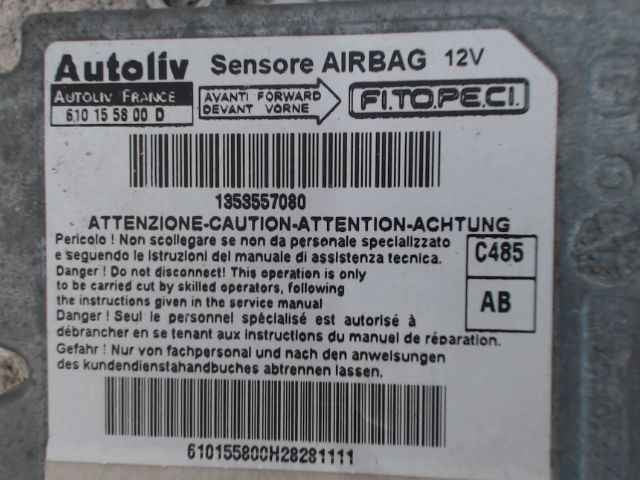 Autoliv Sensore AIRBAG 12V
AUTOLIV FRANCE
610 15 58 00 D
AVANTI FORWARD
DEVANT VORNE
FI.TO.PE.CI.
1353557080
ATTENZIONE-CAUTION-ATTENTION-ACHTUNG
Pericolo ! Non scollegare se non da personale specializzato
e seguendo le istruzioni del manuale di assistenza tecnica.
Danger ! Do not disconnect! This operation is only
to be carried cut by skilled operators, following
the instructions given in the service manual
Danger ! Seul le personnel spécialisé est autorisé à
débrancher en se tenant aux instructions du manuel de réparation.
Gefahr ! Nur von fachpersonal und nach den anweisungen
des kundendienstahandbuches abtrennen lassen.
C485
AB
610155800H28281111